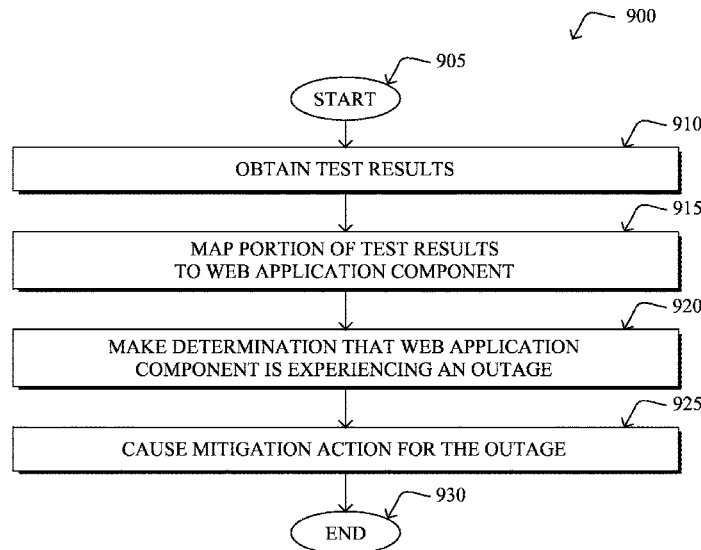 900
905
START
910
OBTAIN TEST RESULTS
915
MAP PORTION OF TEST RESULTS
TO WEB APPLICATION COMPONENT
920
MAKE DETERMINATION THAT WEB APPLICATION
COMPONENT IS EXPERIENCING AN OUTAGE
925
CAUSE MITIGATION ACTION FOR THE OUTAGE
930
END